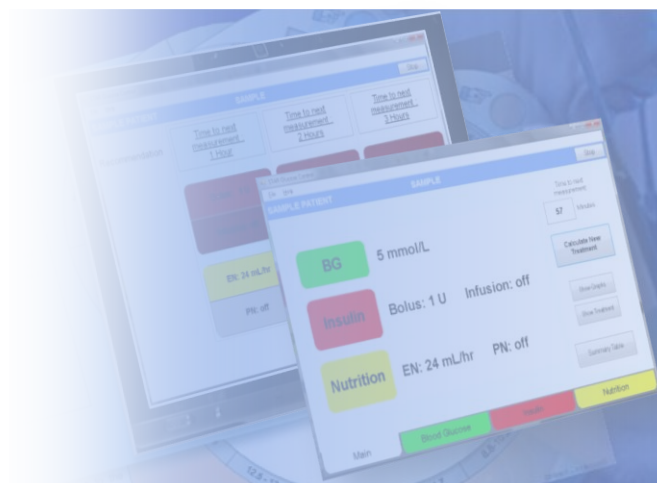 SAMPLE
Stop
Time to next
measurement...
1 Hour
Time to next
measurement...
2 Hours
Time to next
measurement...
3 Hours
EN: 24 mL/hr
PN: off
SAMPLE PATIENT
SAMPLE
Stop
Time to next
measurement
57
Minutes
BG
5 mmol/L
Calculate New
Treatment
Insulin
Bolus: 1 U
Infusion: off
Show Graphs
Show Treatment
Nutrition
EN: 24 mL/hr
PN: off
Summary Table
Main
Blood Glucose
Insulin
Nutrition